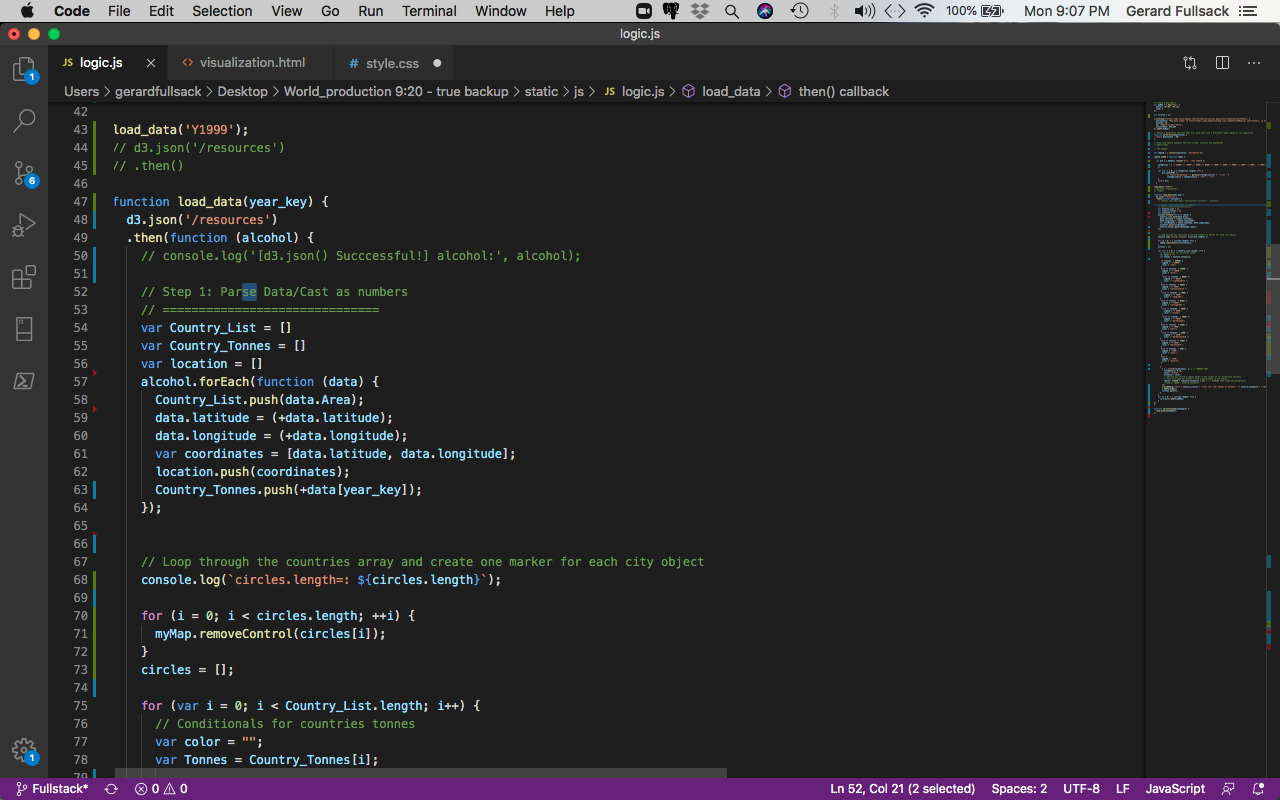 Code File Edit Selection View Go Run Terminal Window Help 100% Mon 9:07 PM Gerard Fullsack
logic.js
JS logic.js × <> visualization.html # style.css ●
Users > gerardfullsack > Desktop > World_production 9:20 - true backup > static > js > JS logic.js > load_data > then() callback
1
6
1
42
43 load_data('Y1999');
44 // d3.json('/resources')
45 // .then()
46
47 function load_data(year_key) {
48 d3.json('/resources')
49 .then(function (alcohol) {
50 // console.log('[d3.json() Succcessful!] alcohol:', alcohol);
51
52 // Step 1: Parse Data/Cast as numbers
53 // ==============================
54 var Country_List = []
55 var Country_Tonnes = []
56 var location = []
57 alcohol.forEach(function (data) {
58 Country_List.push(data.Area);
59 data.latitude = (+data.latitude);
60 data.longitude = (+data.longitude);
61 var coordinates = [data.latitude, data.longitude];
62 location.push(coordinates);
63 Country_Tonnes.push(+data[year_key]);
64 });
65
66
67 // Loop through the countries array and create one marker for each city object
68 console.log(`circles.length=: ${circles.length}`);
69
70 for (i = 0; i < circles.length; ++i) {
71 myMap.removeControl(circles[i]);
72 }
73 circles = [];
74
75 for (var i = 0; i < Country_List.length; i++) {
76 // Conditionals for countries tonnes
77 var color = "";
78 var Tonnes = Country_Tonnes[i];
79
Fullstack* 0 0 Ln 52, Col 21 (2 selected) Spaces: 2 UTF-8 LF JavaScript